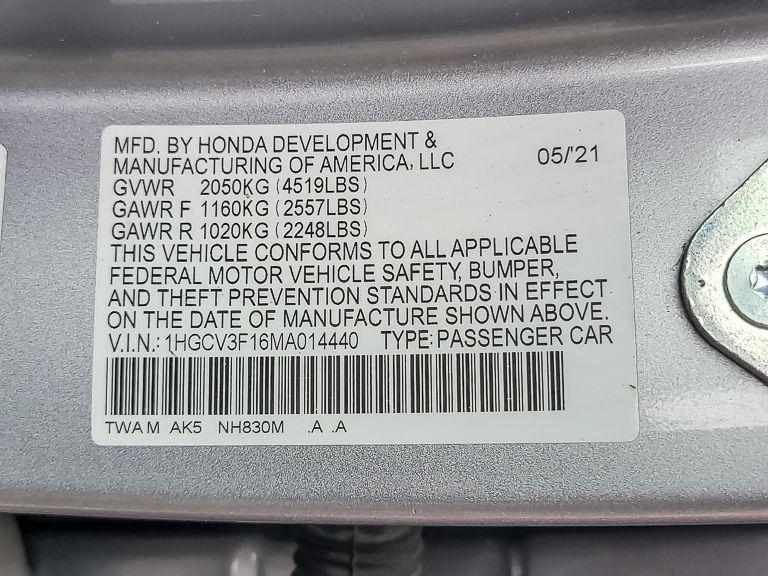 MFD. BY HONDA DEVELOPMENT &
MANUFACTURING OF AMERICA, LLC 05/'21
GVWR 2050KG (4519LBS)
GAWR F 1160KG (2557LBS)
GAWR R 1020KG (2248LBS)
THIS VEHICLE CONFORMS TO ALL APPLICABLE
FEDERAL MOTOR VEHICLE SAFETY, BUMPER,
AND THEFT PREVENTION STANDARDS IN EFFECT
ON THE DATE OF MANUFACTURE SHOWN ABOVE.
V.I.N.: 1HGCV3F16MA014440 TYPE: PASSENGER CAR
TWA M AK5 NH830M .A .A